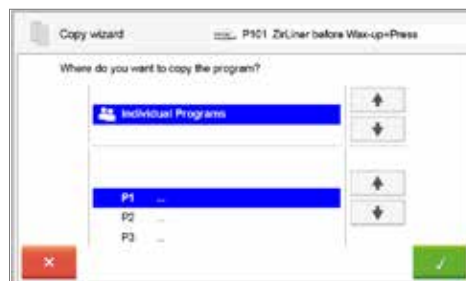 Copy wizard P101 ZirLiner before Wax-up+Press
Where do you want to copy the program?
Individual Programs
P1 ...
P2 ...
P3 ...